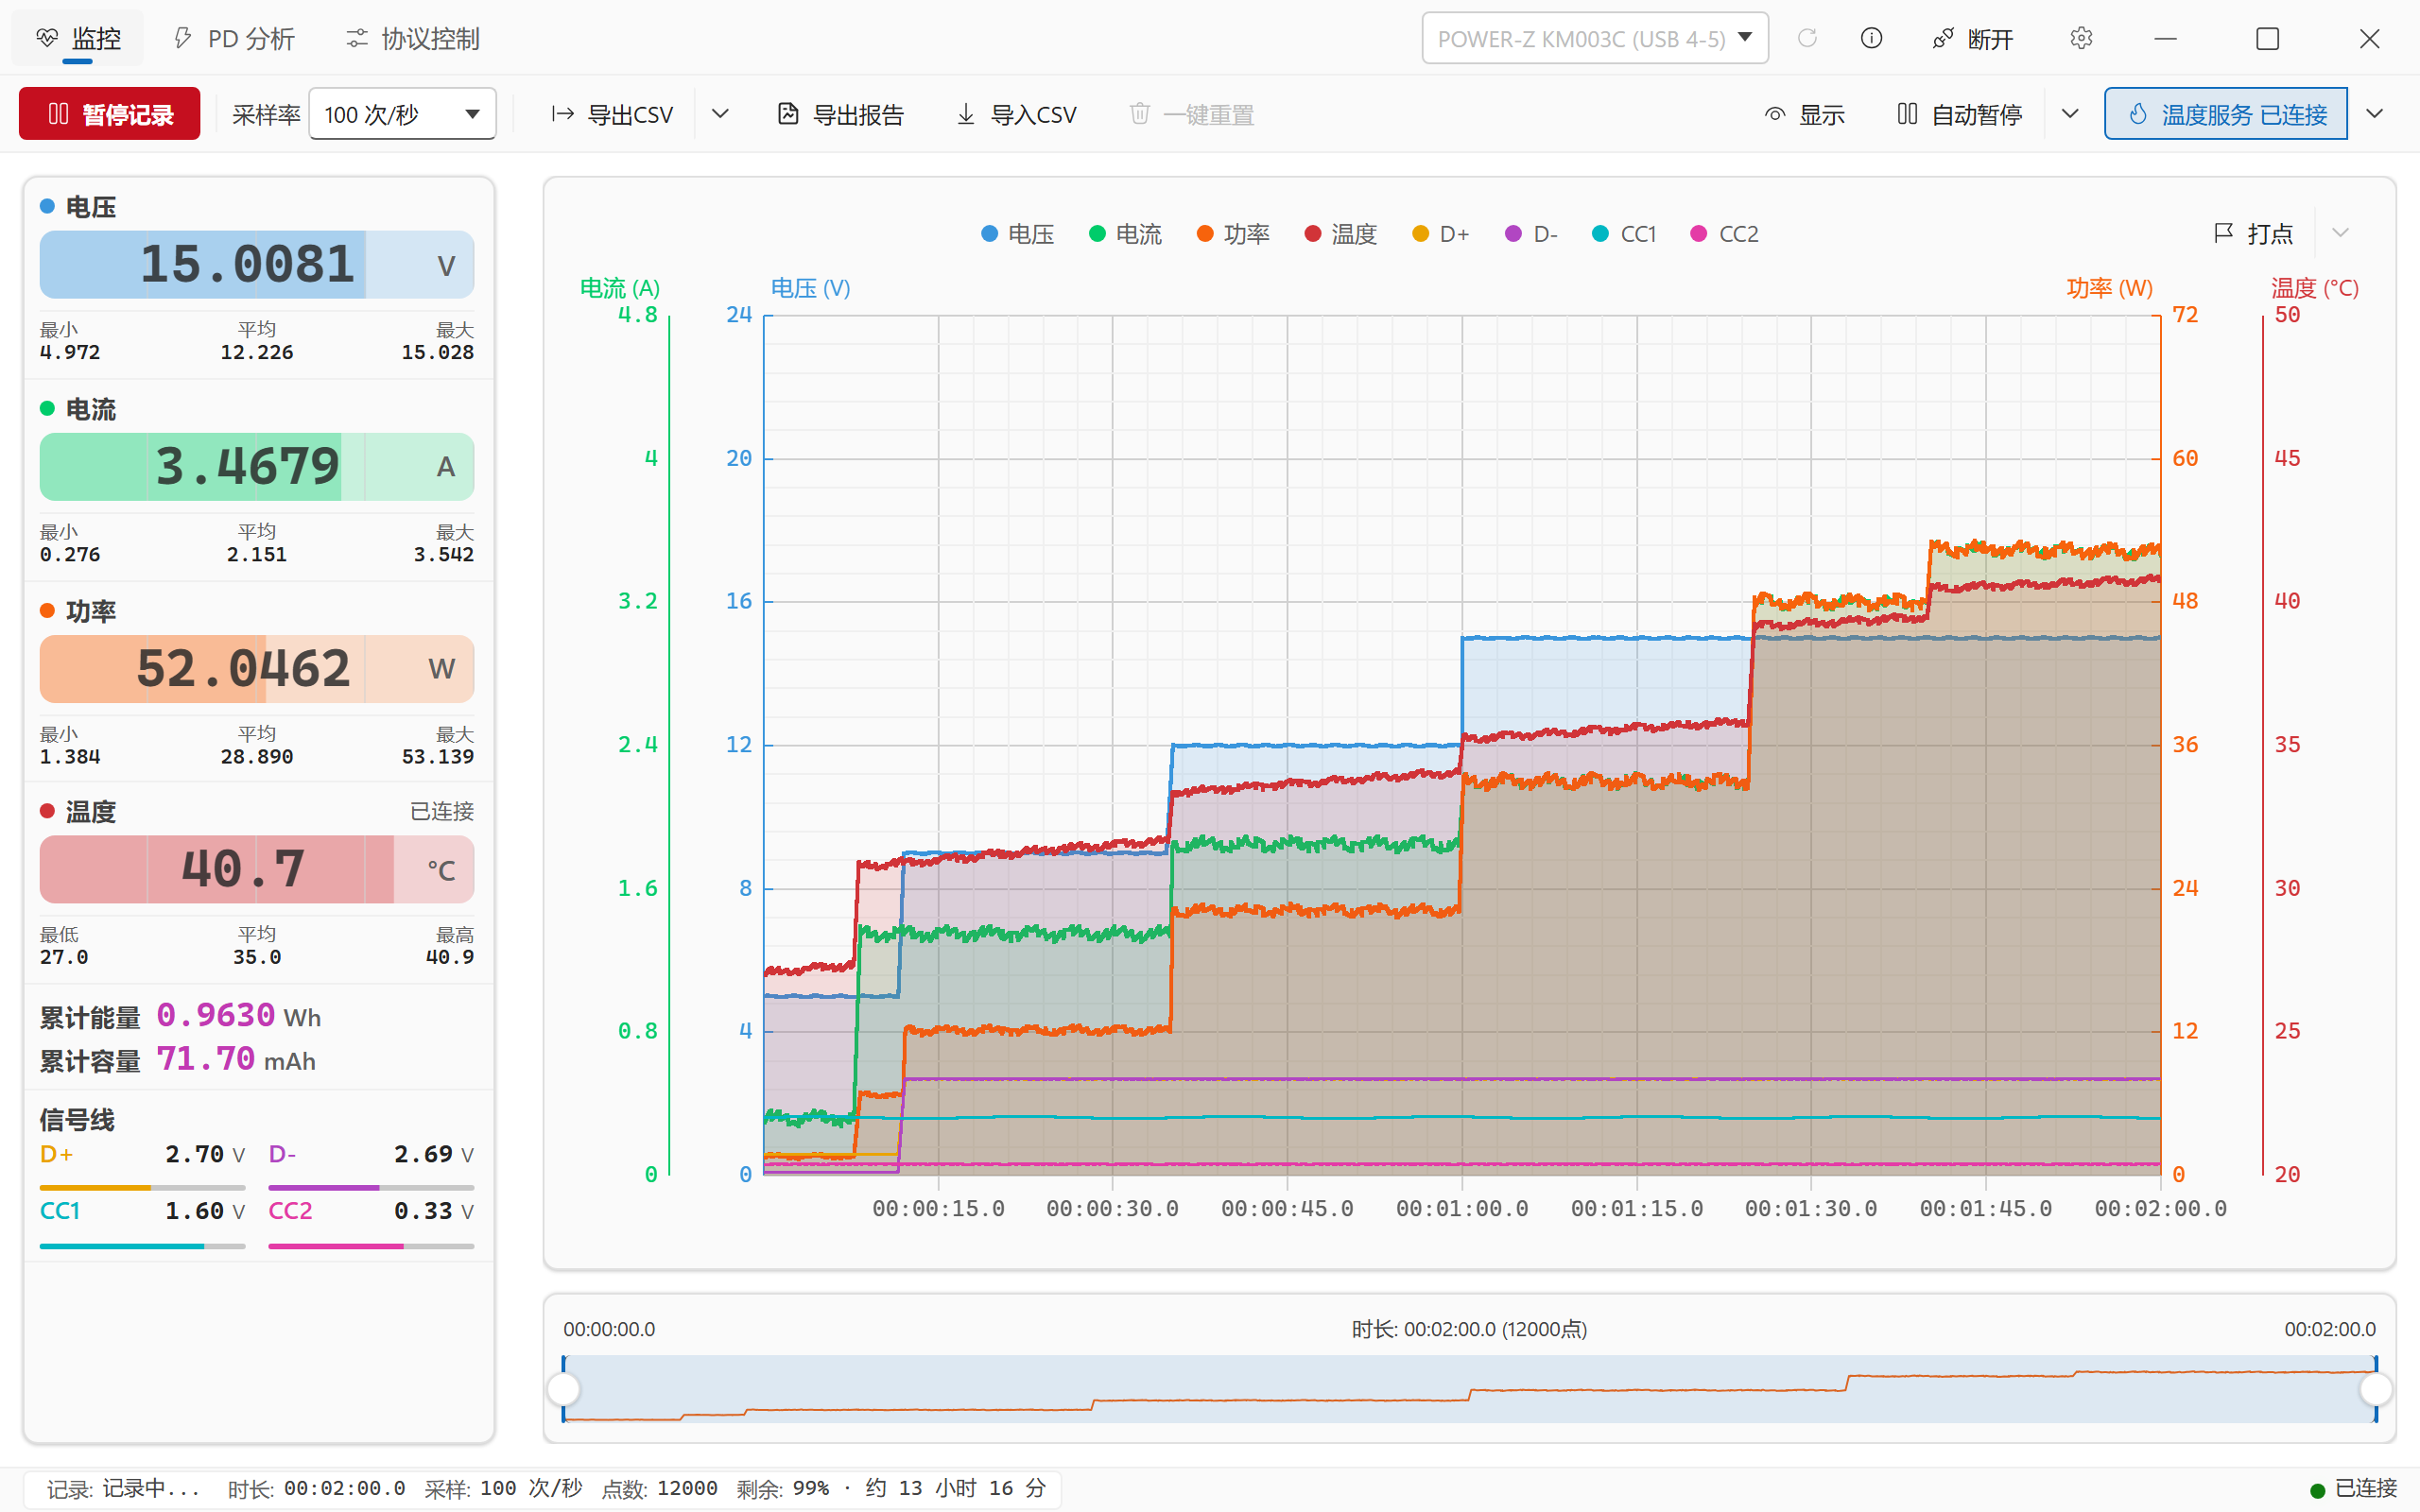 监控 PD 分析 协议控制 POWER-Z KM003C (USB 4-5) 断开
暂停记录 采样率 100 次/秒 导出CSV 导出报告 导入CSV 一键重置 显示 自动暂停 温度服务 已连接
电压
15.0081 V
最小 平均 最大
4.972 12.226 15.028
电流
3.4679 A
最小 平均 最大
0.276 2.151 3.542
功率
52.0462 W
最小 平均 最大
1.384 28.890 53.139
温度 已连接
40.7 °C
最低 平均 最高
27.0 35.0 40.9
累计能量 0.9630 Wh
累计容量 71.70 mAh
信号线
D+ 2.70 V D- 2.69 V
CC1 1.60 V CC2 0.33 V
电压 电流 功率 温度 D+ D- CC1 CC2 打点
电流 (A) 电压 (V) 功率 (W) 温度 (°C)
4.8 24 72 50
4 20 60 45
3.2 16 48 40
2.4 12 36 35
1.6 8 24 30
0.8 4 12 25
0 0 0 20
00:00:15.0 00:00:30.0 00:00:45.0 00:01:00.0 00:01:15.0 00:01:30.0 00:01:45.0 00:02:00.0
00:00:00.0 时长: 00:02:00.0 (12000点) 00:02:00.0
记录: 记录中... 时长: 00:02:00.0 采样: 100 次/秒 点数: 12000 剩余: 99% · 约 13 小时 16 分 已连接